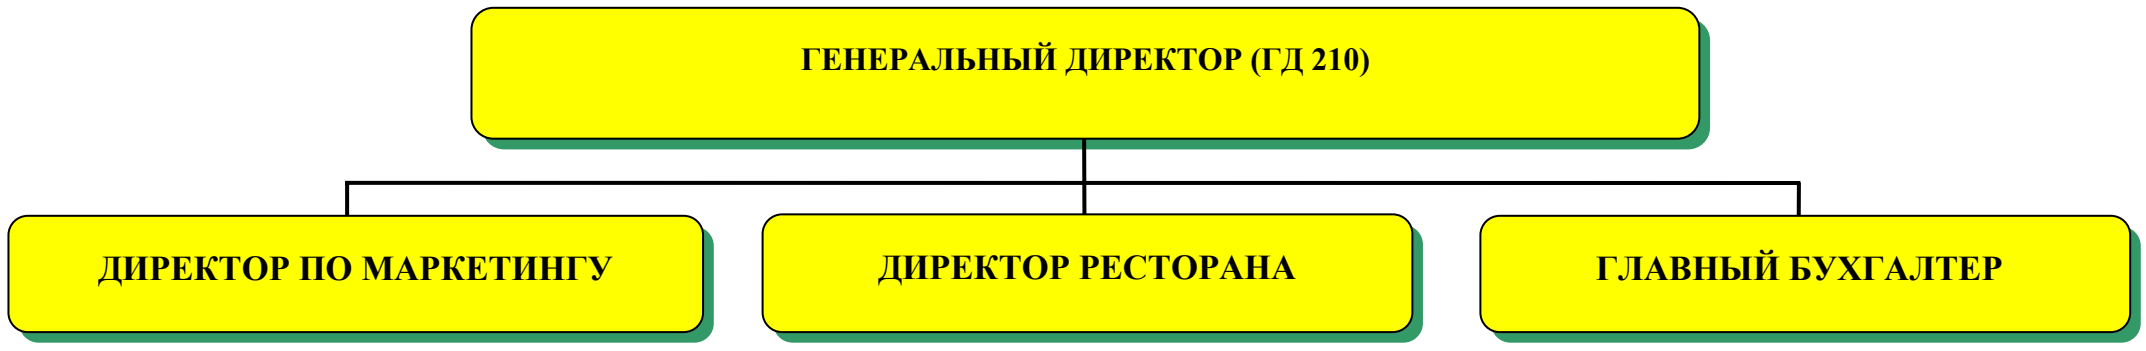 ГЕНЕРАЛЬНЫЙ ДИРЕКТОР (ГД 210)
ДИРЕКТОР ПО МАРКЕТИНГУ
ДИРЕКТОР РЕСТОРАНА
ГЛАВНЫЙ БУХГАЛТЕР